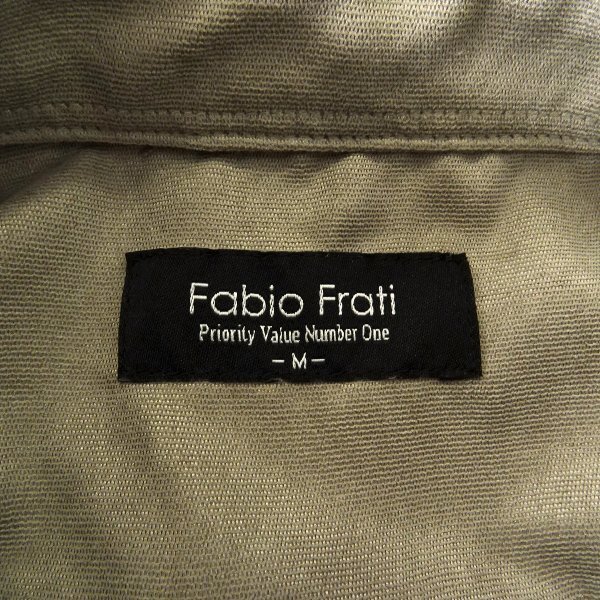 Fabio Frati
Priority Value Number One
- M -